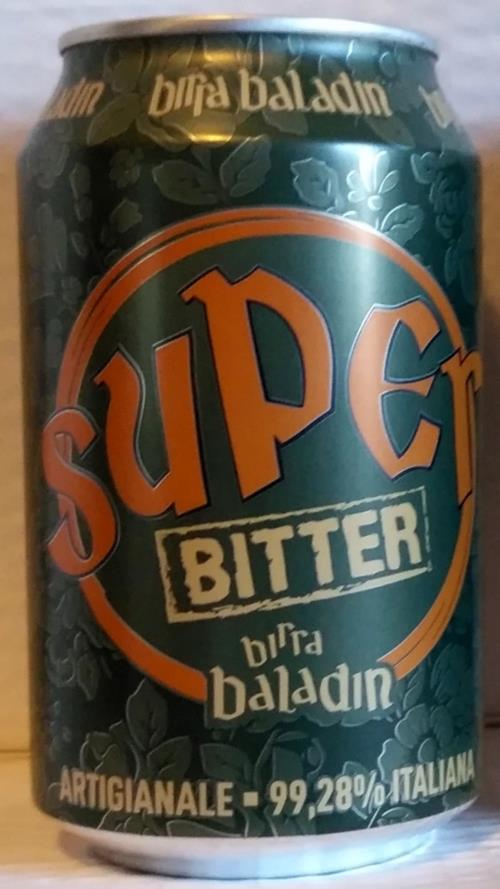 birra baladin
super
BITTER
birra
baladin
ARTIGIANALE ▪ 99,28% ITALIANA